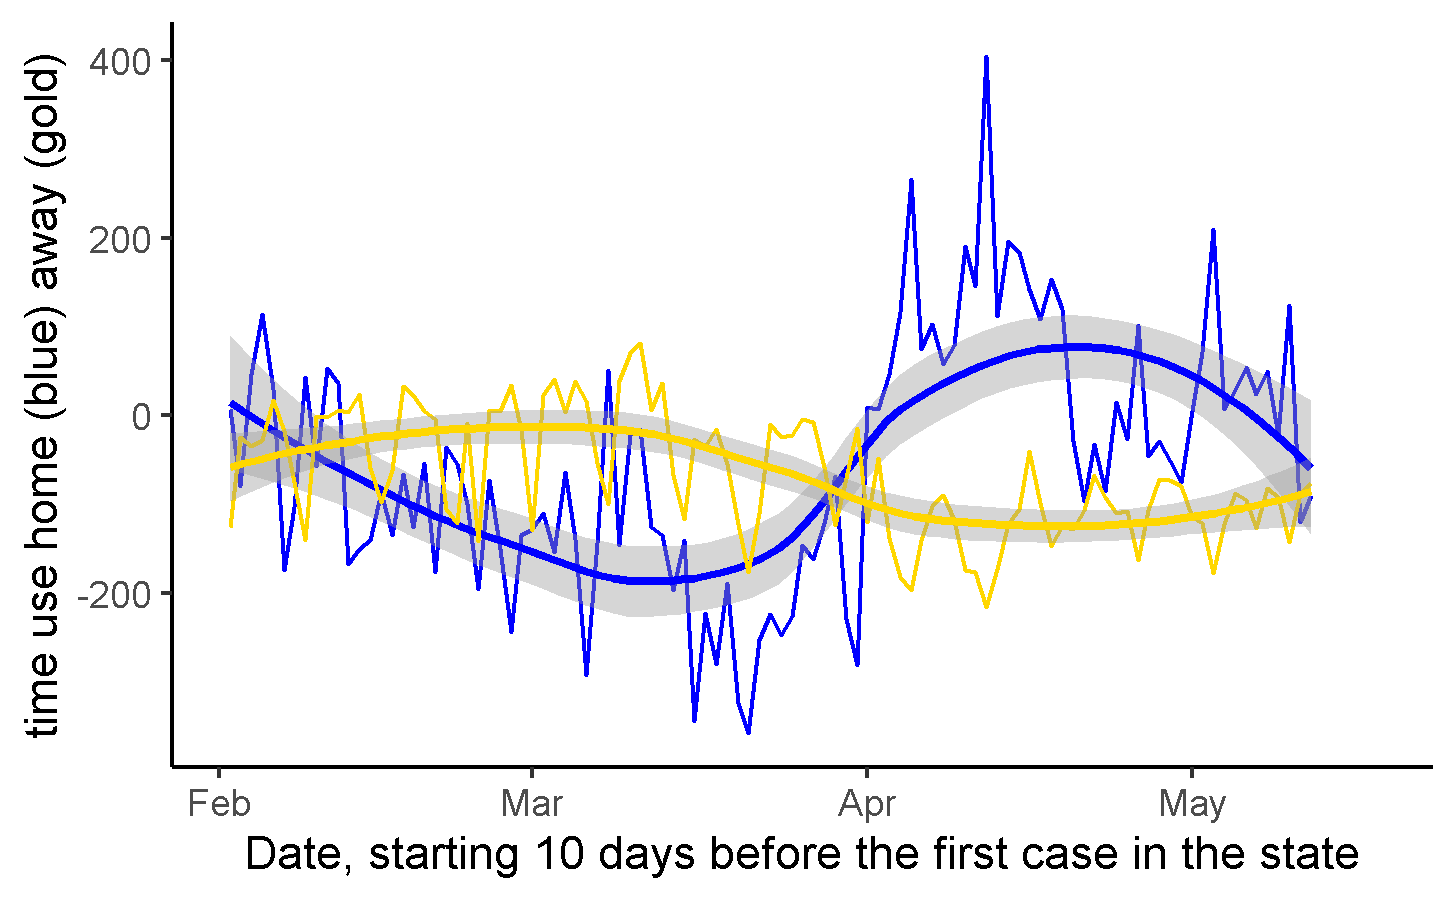 time use home (blue) away (gold)
400
200
0
-200
Feb
Mar
Apr
May
Date, starting 10 days before the first case in the state